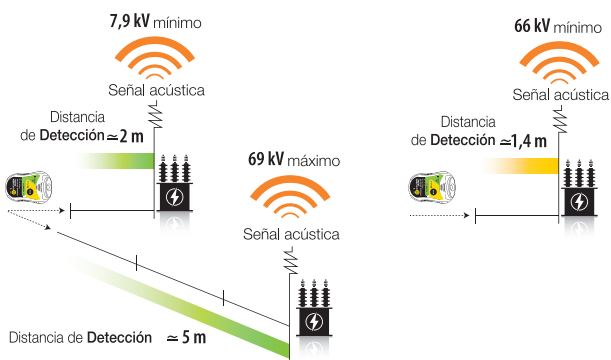 7,9 kV mínimo
Señal acústica
Distancia
de Detección ≃ 2 m
69 kV máximo
Señal acústica
Distancia de Detección ≃ 5 m
66 kV mínimo
Señal acústica
Distancia
de Detección ≃1,4 m